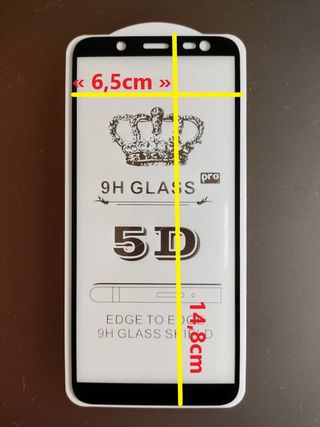 « 6,5cm »
9H GLASS pro
5D
EDGE TO EDGE
9H GLASS SHIELD
14,8cm